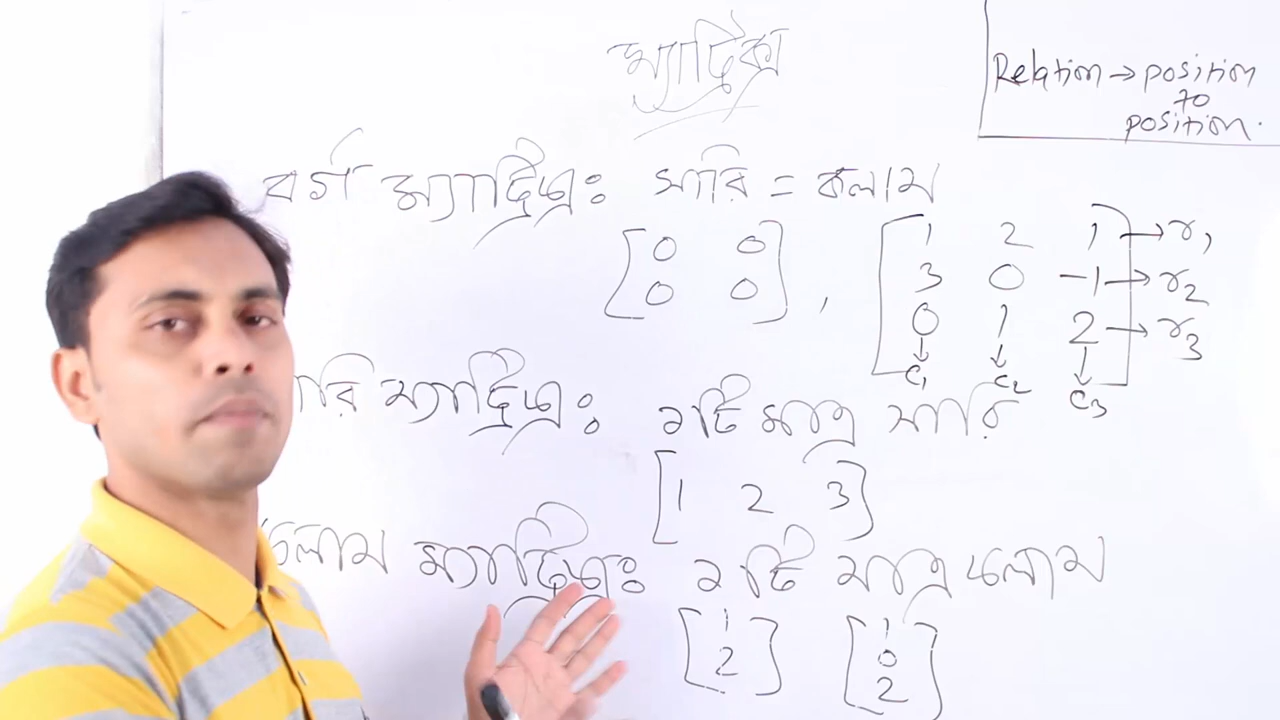 ম্যাট্রিক্স
Relation → position
to
position.
বর্গ ম্যাট্রিক্সঃ সারি = কলাম
[0 0
0 0] , [1 2 1] → r1
3 0 -1 → r2
0 1 2 → r3
↓ ↓ ↓
c1 c2 c3
ারি ম্যাট্রিক্সঃ ১টি মাত্র সারি
[1 2 3]
কলাম ম্যাট্রিক্সঃ ১টি মাত্র কলাম
[1 2] [1 0 2]